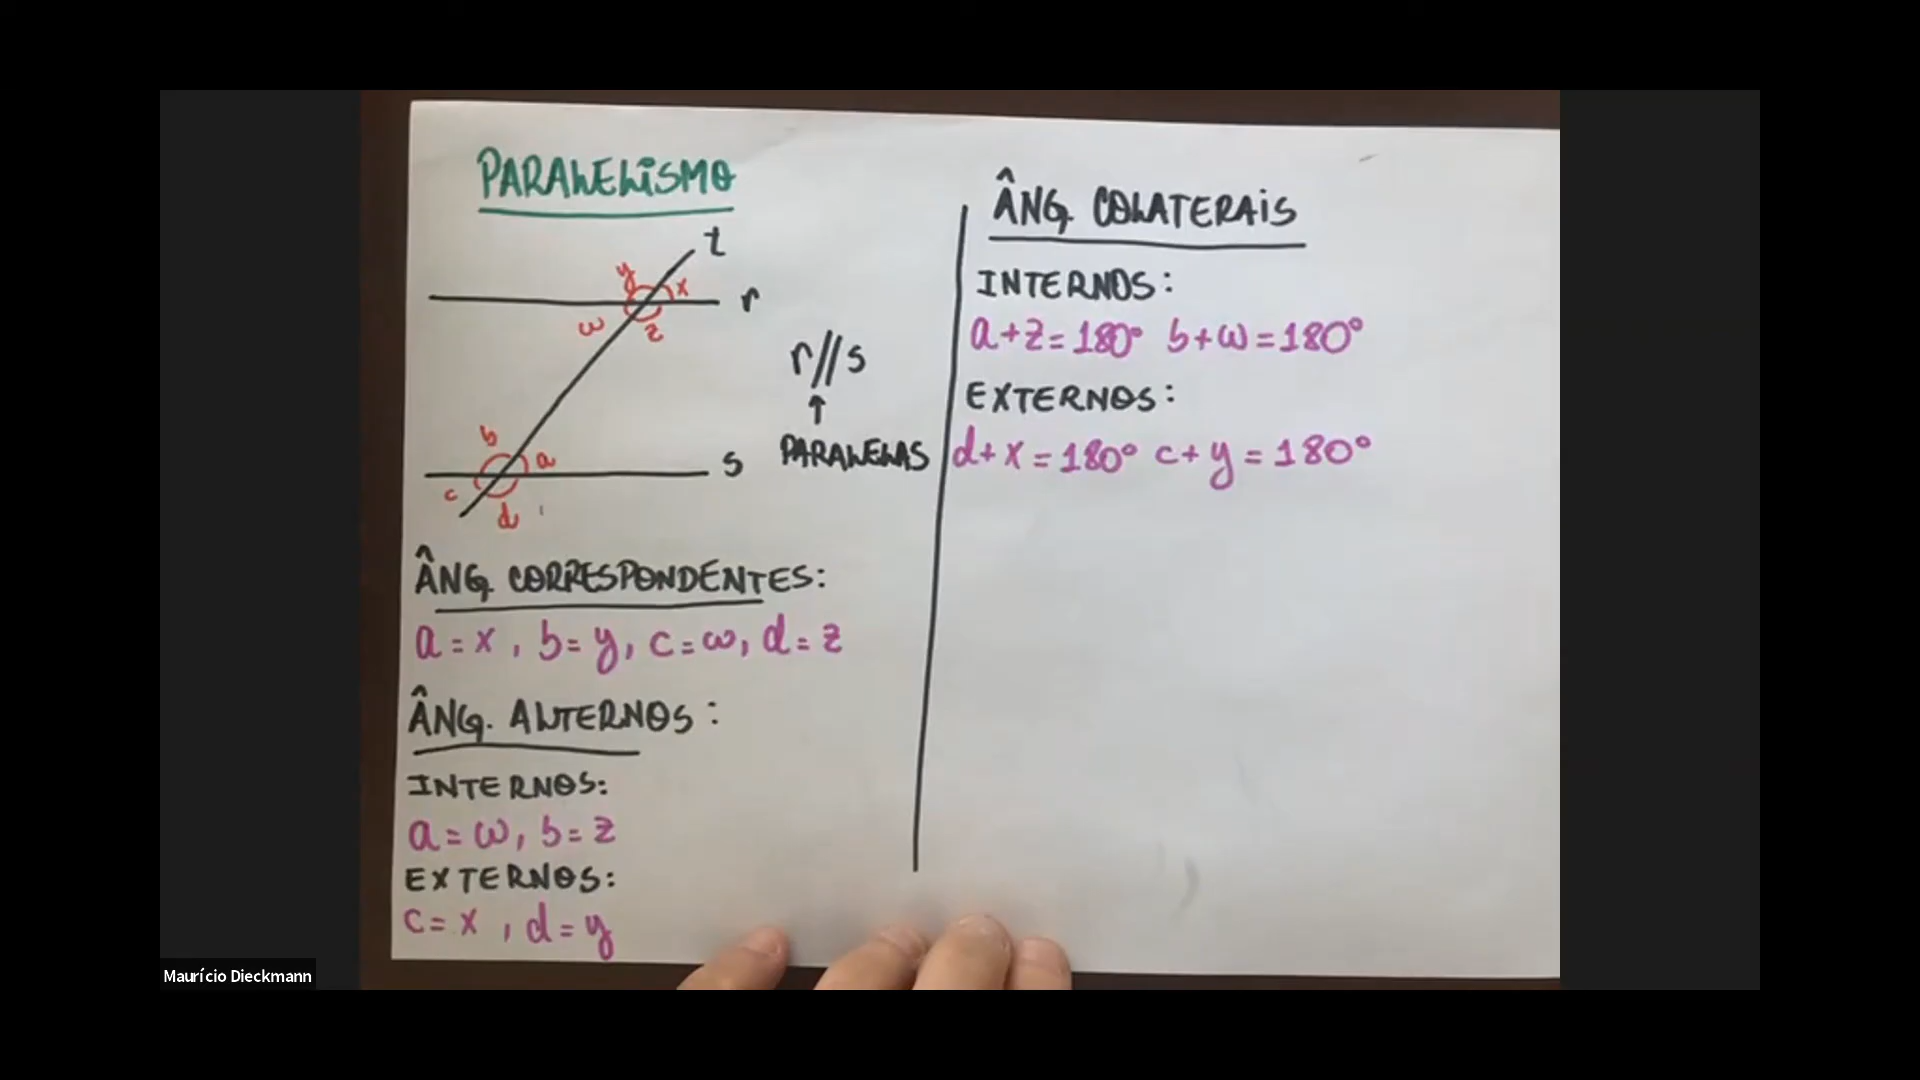 PARALELISMO
t
y x
r
w z
r//s
↑
PARALELAS
b a
s
c d
ÂNG. CORRESPONDENTES:
a = x, b = y, c = w, d = z
ÂNG. ALTERNOS:
INTERNOS:
a = w, b = z
EXTERNOS:
c = x, d = y
ÂNG. COLATERAIS
INTERNOS:
a + z = 180° b + w = 180°
EXTERNOS:
d + x = 180° c + y = 180°
Maurício Dieckmann